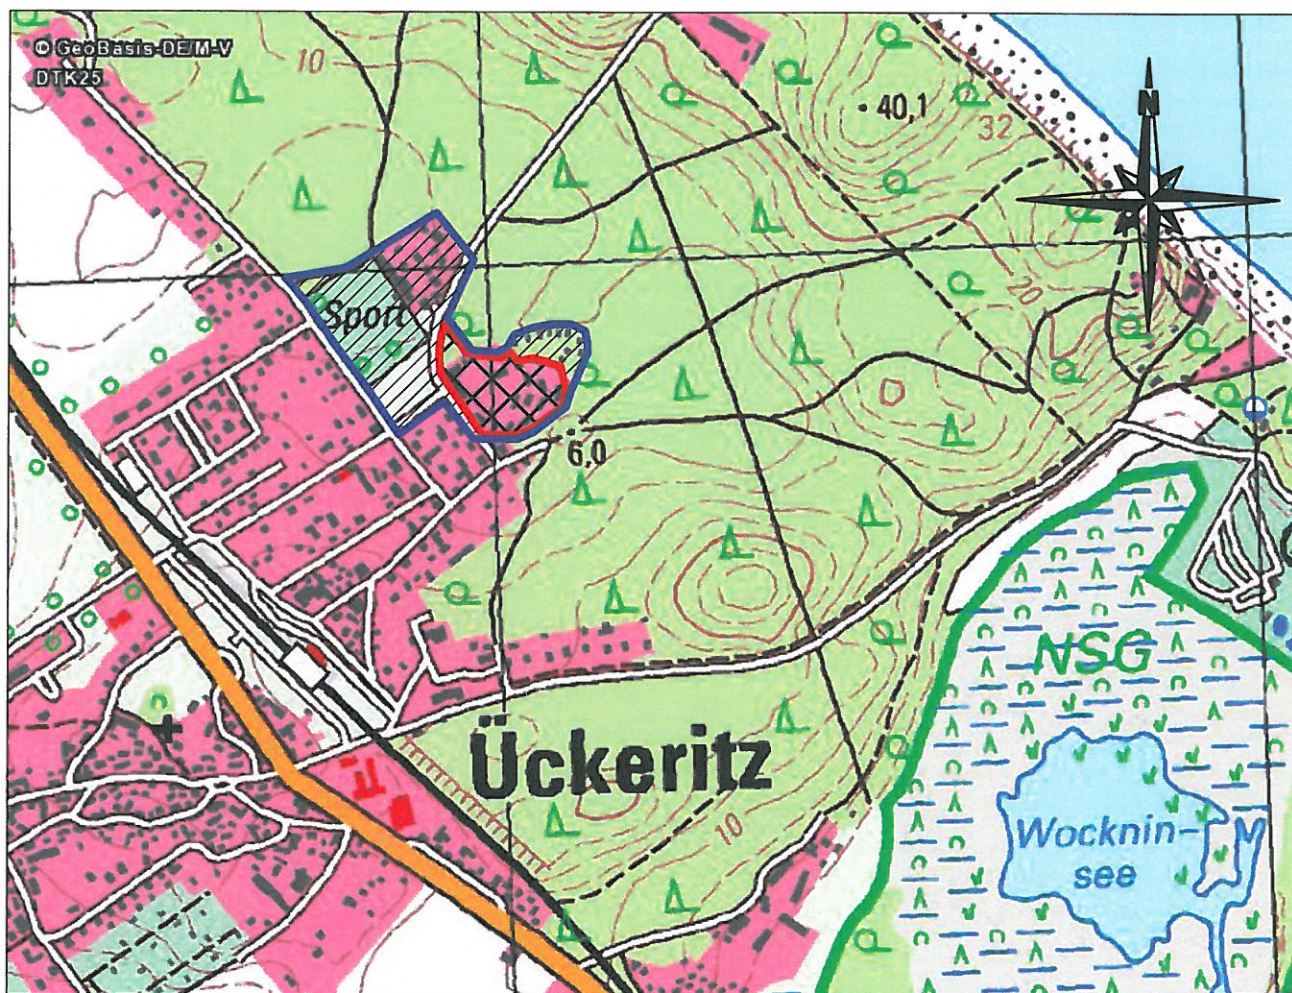 © GeoBasis-DE/M-V
DTK25
10
40,1
32
N
20
Sport
6,0
NSG
Ückeritz
10
Wocknin-
see